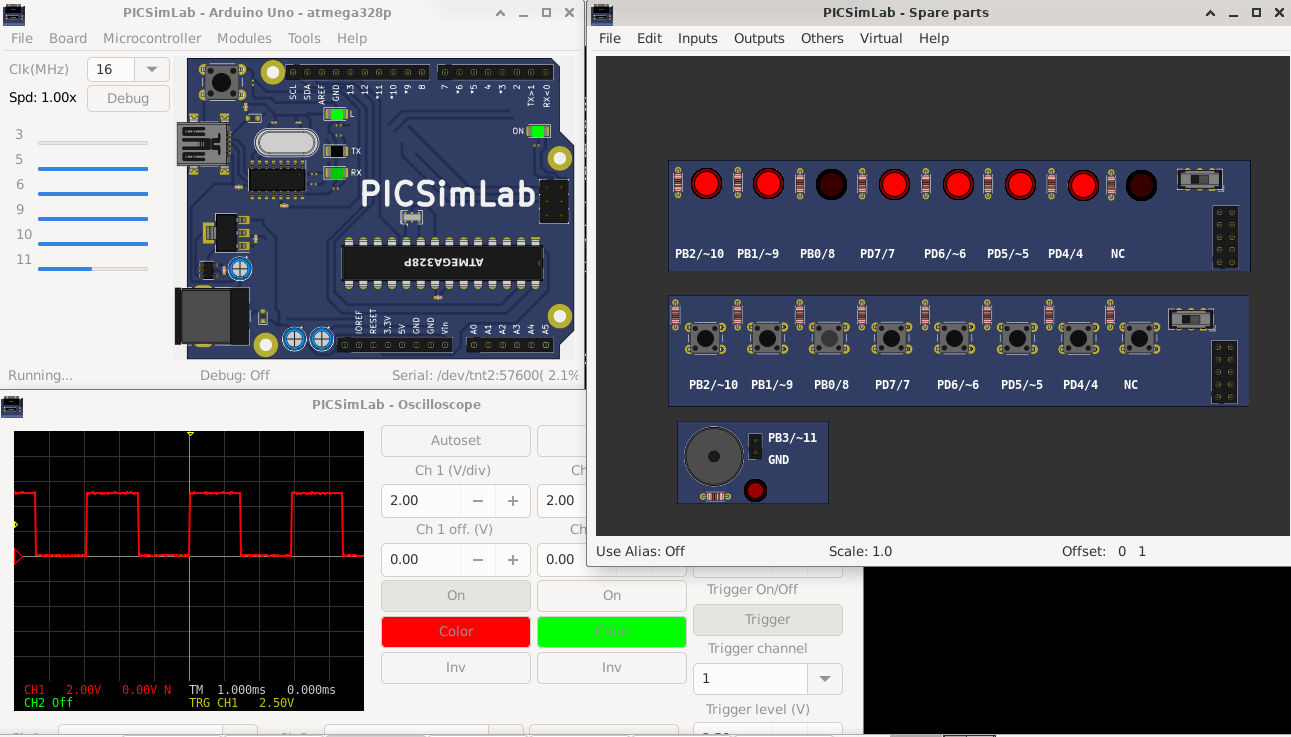 PICSimLab - Arduino Uno - atmega328p
File Board Microcontroller Modules Tools Help
Clk(MHz) 16
Spd: 1.00x Debug
3
5
6
9
10
11
SCL SDA AREF GND 13 12 ~11 ~10 ~9 8 7 ~6 ~5 4 ~3 2 TX>1 RX<0
L
ON
TX
RX
PICSimLab
ATMEGA328P
IOREF RESET 3.3V 5V GND GND Vin A0 A1 A2 A3 A4 A5
Running... Debug: Off Serial: /dev/tnt2:57600( 2.1%
PICSimLab - Spare parts
File Edit Inputs Outputs Others Virtual Help
PB2/~10 PB1/~9 PB0/8 PD7/7 PD6/~6 PD5/~5 PD4/4 NC
PB2/~10 PB1/~9 PB0/8 PD7/7 PD6/~6 PD5/~5 PD4/4 NC
PB3/~11
GND
Use Alias: Off Scale: 1.0 Offset: 0 1
PICSimLab - Oscilloscope
Autoset
Ch 1 (V/div)
2.00 − + 2.00
Ch 1 off. (V)
0.00 − + 0.00
On On
Color Color
Inv Inv
Trigger On/Off
Trigger
Trigger channel
1
Trigger level (V)
CH1 2.00V 0.00V N TM 1.000ms 0.000ms
CH2 Off TRG CH1 2.50V